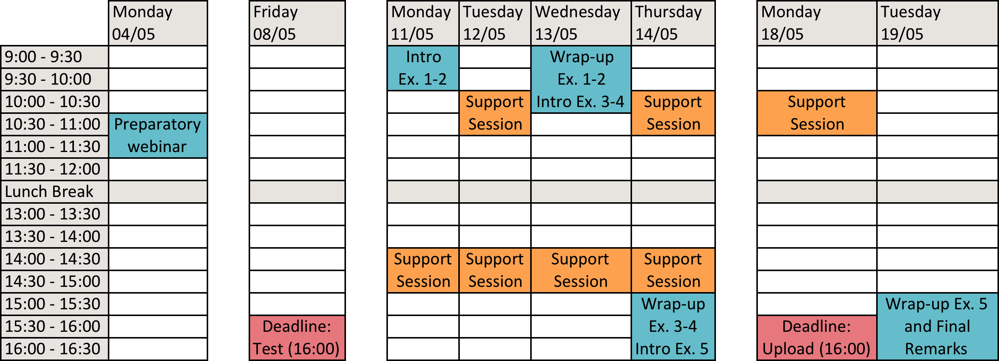 Monday Friday Monday Tuesday Wednesday Thursday Monday Tuesday
04/05 08/05 11/05 12/05 13/05 14/05 18/05 19/05
9:00 - 9:30 Intro Wrap-up
9:30 - 10:00 Ex. 1-2 Ex. 1-2
10:00 - 10:30 Support Intro Ex. 3-4 Support Support
10:30 - 11:00 Preparatory Session Session Session
11:00 - 11:30 webinar
11:30 - 12:00
Lunch Break
13:00 - 13:30
13:30 - 14:00
14:00 - 14:30 Support Support Support Support
14:30 - 15:00 Session Session Session Session
15:00 - 15:30 Wrap-up Wrap-up Ex. 5
15:30 - 16:00 Deadline: Ex. 3-4 Deadline: and Final
16:00 - 16:30 Test (16:00) Intro Ex. 5 Upload (16:00) Remarks